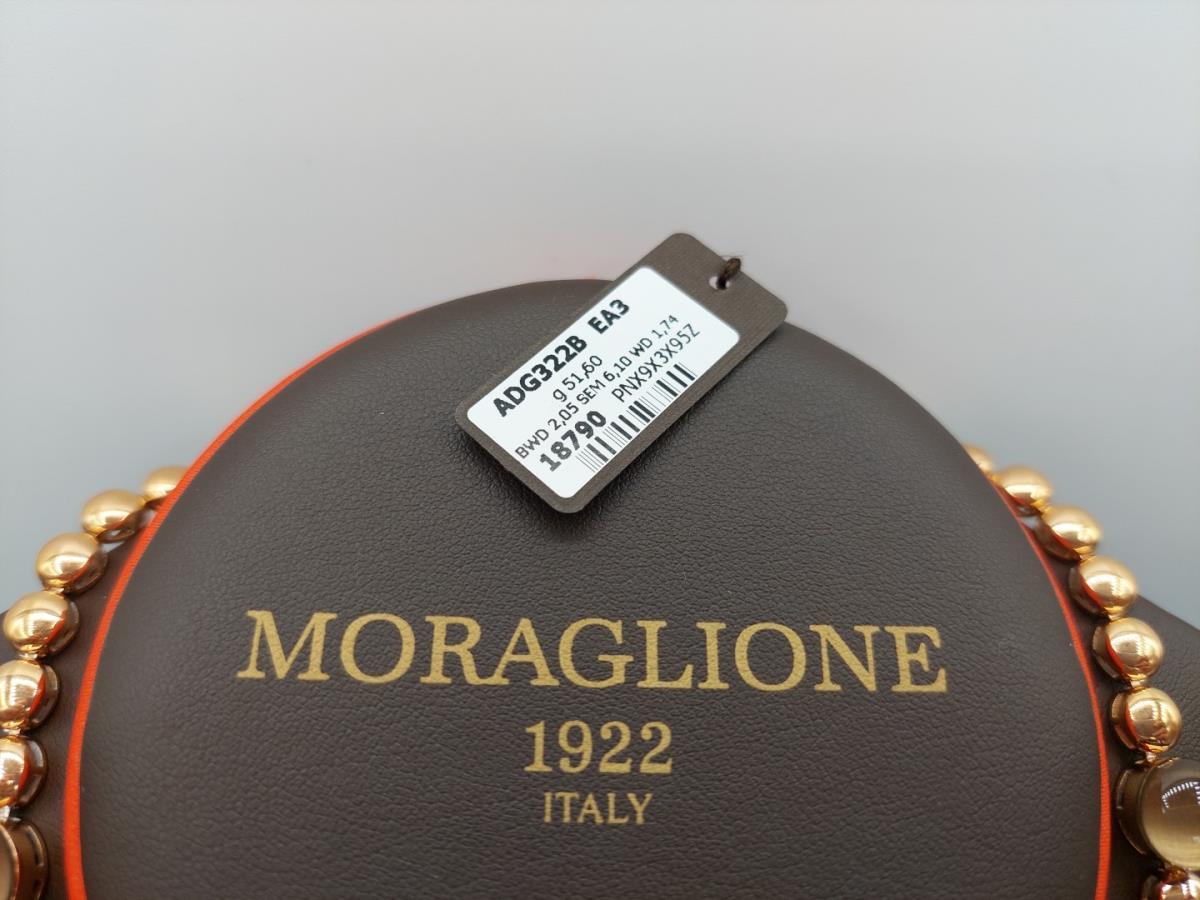 ADG322B EA3
g 51,60
BWD 2,05 SEM 6,10 WD 1,74
18790 PNX9X3X95Z
MORAGLIONE
1922
ITALY